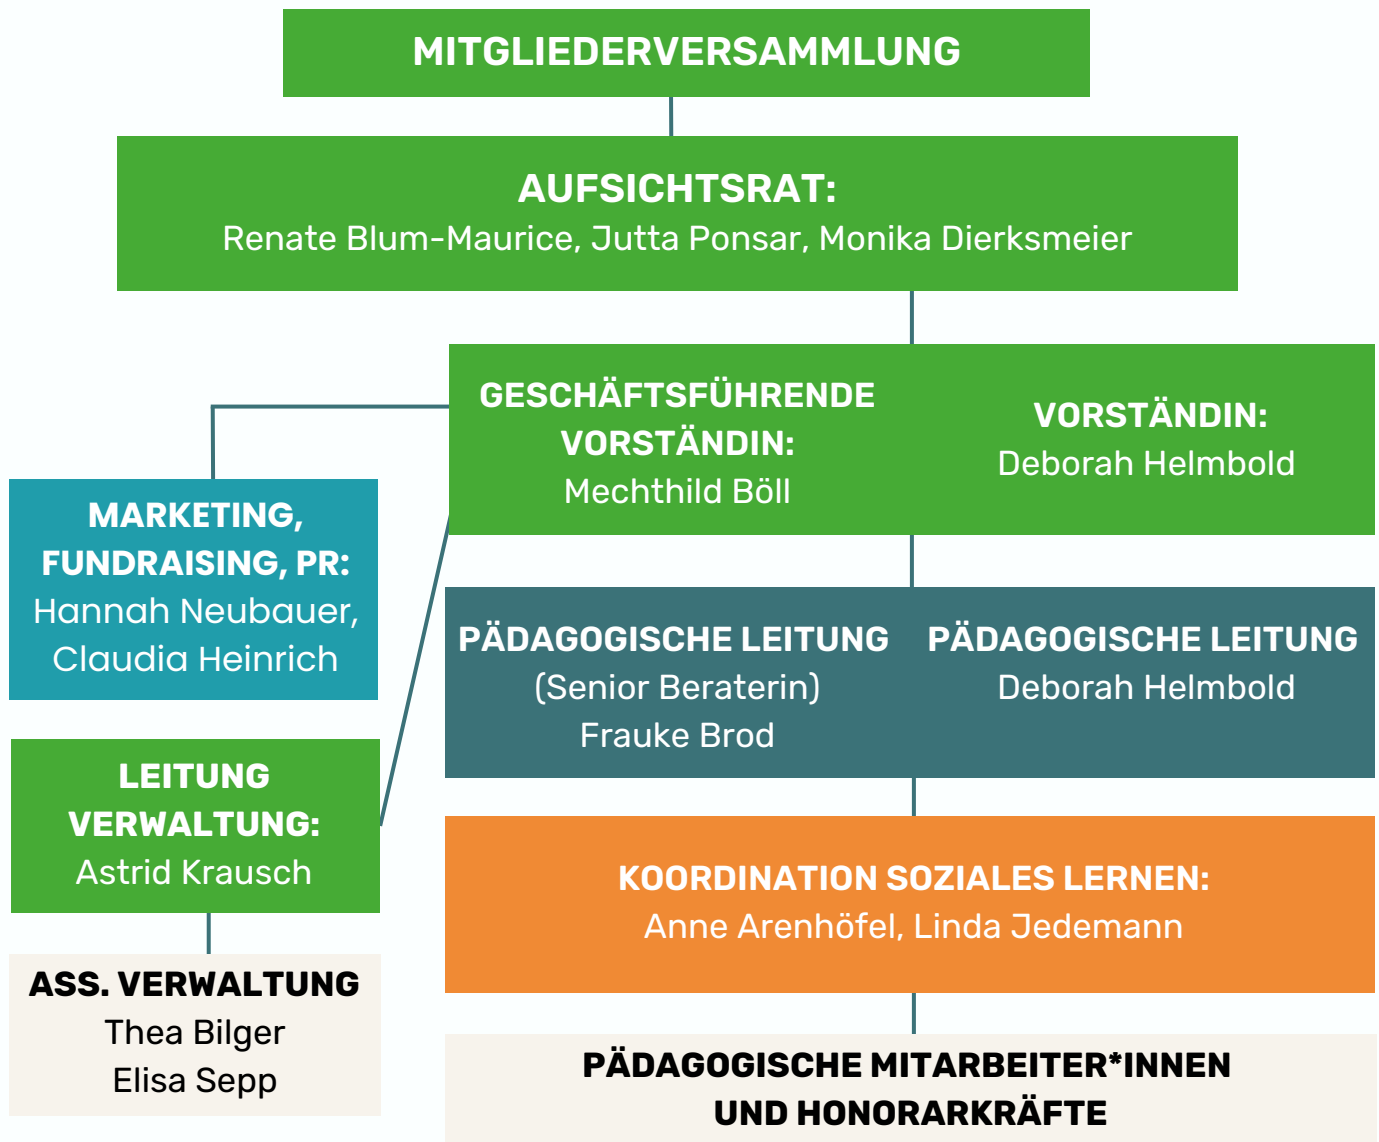 MITGLIEDERVERSAMMLUNG
AUFSICHTSRAT:
Renate Blum-Maurice, Jutta Ponsar, Monika Dierksmeier
GESCHÄFTSFÜHRENDE
VORSTÄNDIN:
Mechthild Böll
VORSTÄNDIN:
Deborah Helmbold
MARKETING,
FUNDRAISING, PR:
Hannah Neubauer,
Claudia Heinrich
PÄDAGOGISCHE LEITUNG
(Senior Beraterin)
Frauke Brod
PÄDAGOGISCHE LEITUNG
Deborah Helmbold
LEITUNG
VERWALTUNG:
Astrid Krausch
KOORDINATION SOZIALES LERNEN:
Anne Arenhöfel, Linda Jedemann
ASS. VERWALTUNG
Thea Bilger
Elisa Sepp
PÄDAGOGISCHE MITARBEITER*INNEN
UND HONORARKRÄFTE